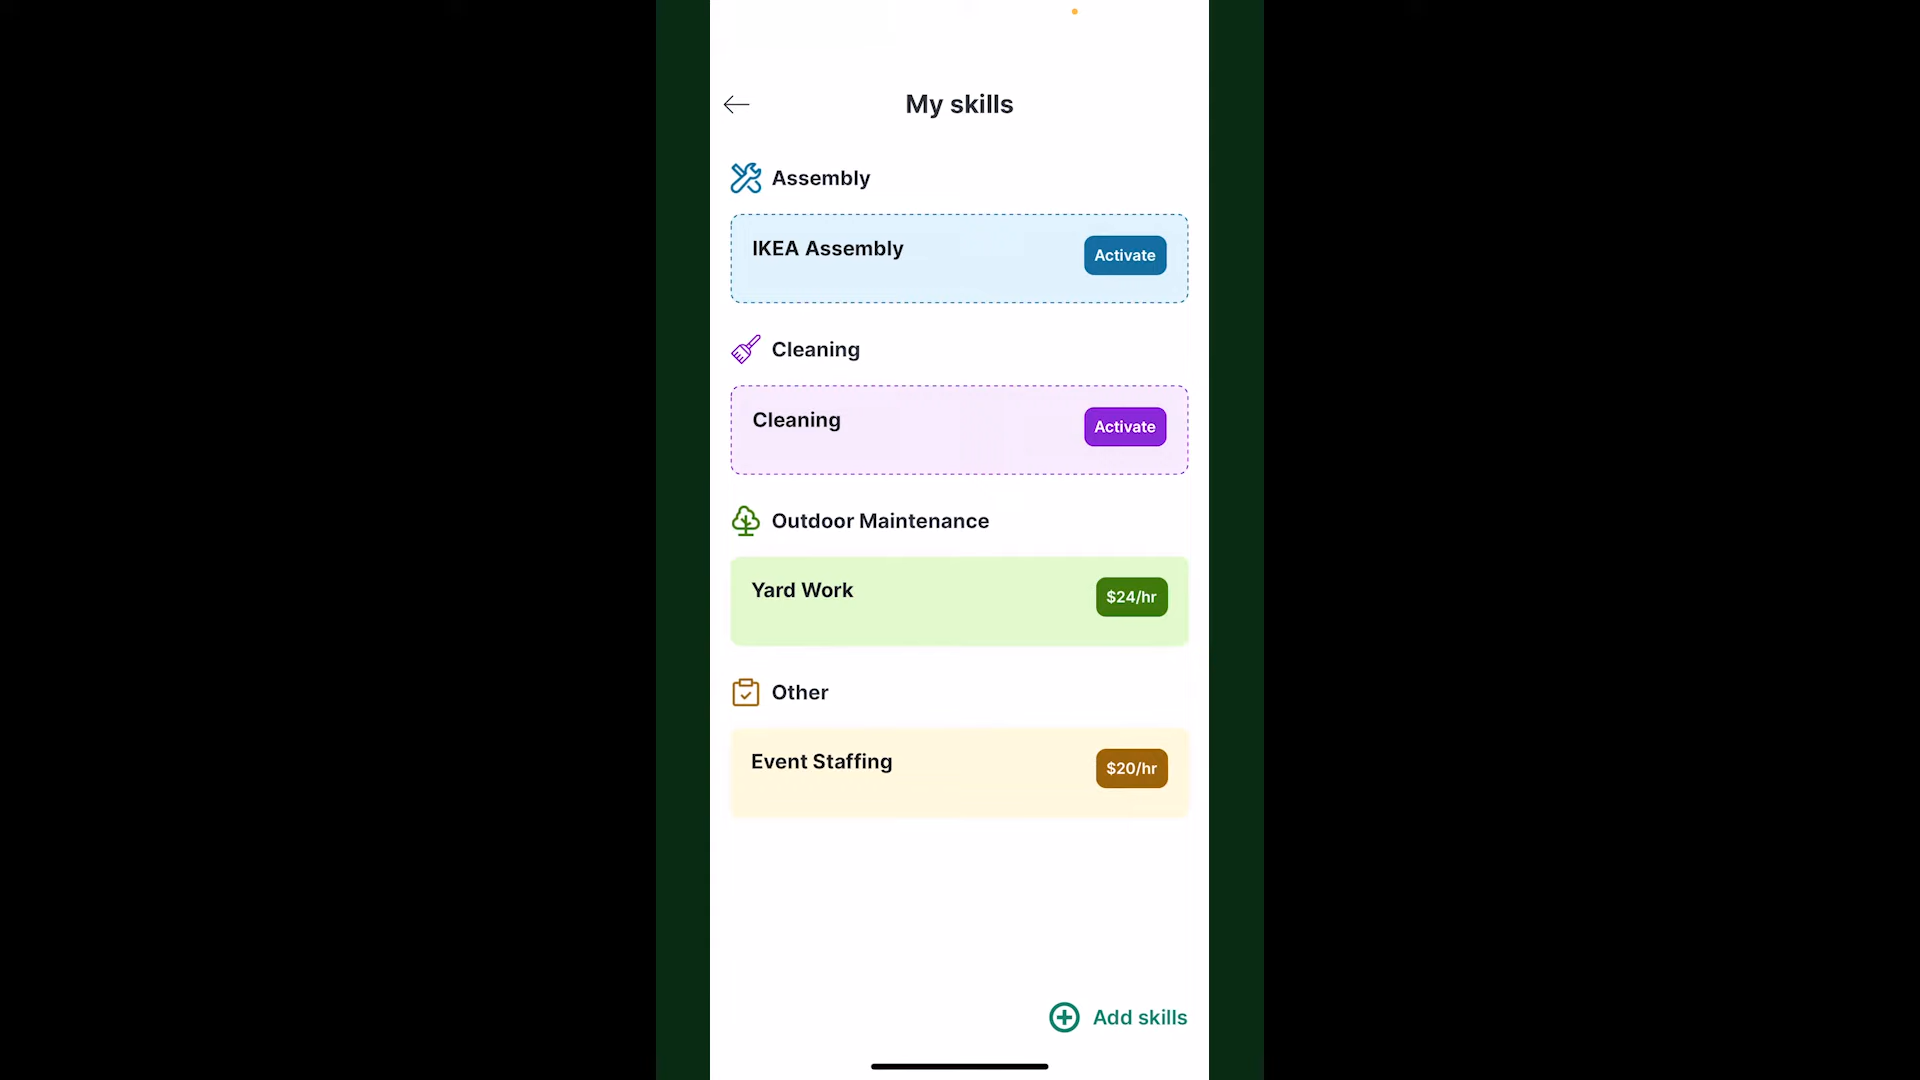 My skills
Assembly
IKEA Assembly
Activate
Cleaning
Cleaning
Activate
Outdoor Maintenance
Yard Work
$24/hr
Other
Event Staffing
$20/hr
Add skills